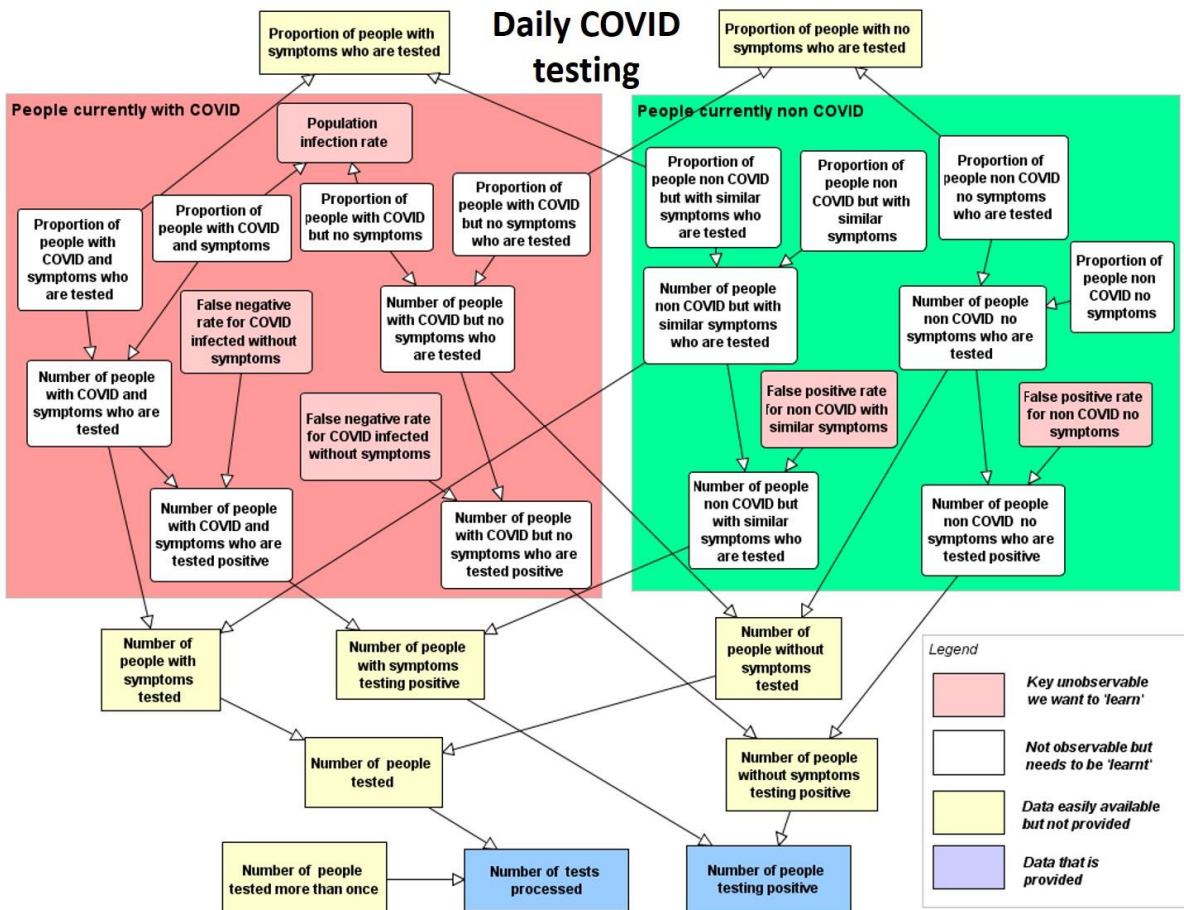 Daily COVID
testing
Proportion of people with
symptoms who are tested
Proportion of people with no
symptoms who are tested
People currently with COVID
Population
infection rate
Proportion of
people with
COVID and
symptoms who
are tested
Proportion of
people with COVID
and symptoms
Proportion of
people with COVID
but no symptoms
Proportion of
people with COVID
but no symptoms
who are tested
False negative
rate for COVID
infected without
symptoms
Number of people
with COVID but no
symptoms who
are tested
Number of people
with COVID and
symptoms who are
tested
False negative rate
for COVID infected
without symptoms
Number of people
with COVID and
symptoms who are
tested positive
Number of people
with COVID but no
symptoms who are
tested positive
People currently non COVID
Proportion of
people non COVID
but with similar
symptoms who
are tested
Proportion of
people non
COVID but with
similar
symptoms
Proportion of
people non COVID
no symptoms
who are tested
Number of people
non COVID but with
similar symptoms
who are tested
Number of people
non COVID no
symptoms who are
tested
Proportion of
people non
COVID no
symptoms
False positive rate
for non COVID with
similar symptoms
False positive rate
for non COVID no
symptoms
Number of people
non COVID but
with similar
symptoms who
are tested
Number of people
non COVID no
symptoms who are
tested positive
Number of
people with
symptoms
tested
Number of people
with symptoms
testing positive
Number of
people without
symptoms
tested
Number of people
tested
Number of people
without symptoms
testing positive
Number of people
tested more than once
Number of tests
processed
Number of people
testing positive
Legend
Key unobservable
we want to 'learn'
Not observable but
needs to be 'learnt'
Data easily available
but not provided
Data that is
provided